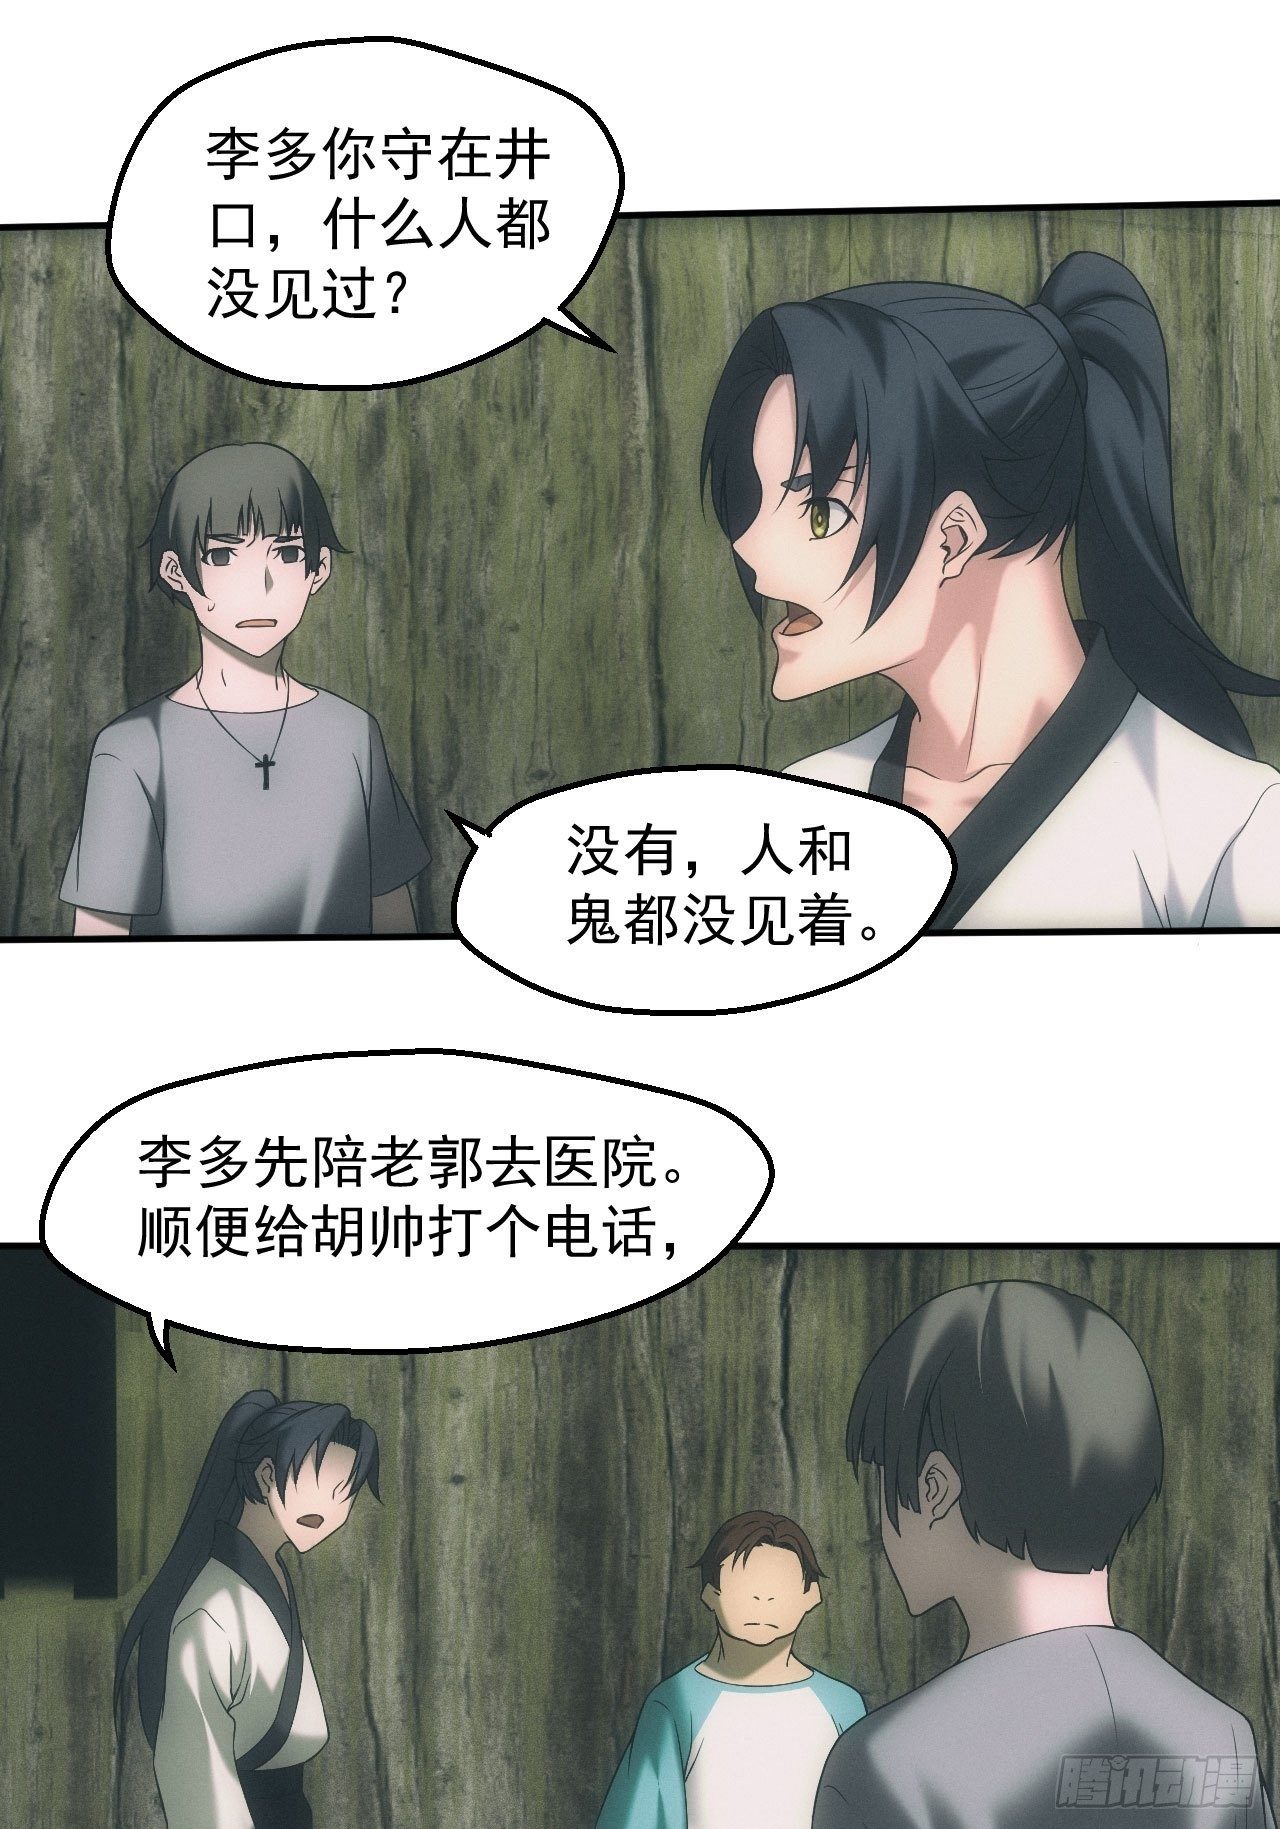 李多你守在井
口，什么人都
没见过？
没有，人和
鬼都没见着。
李多先陪老郭去医院。
顺便给胡帅打个电话，
腾讯动漫